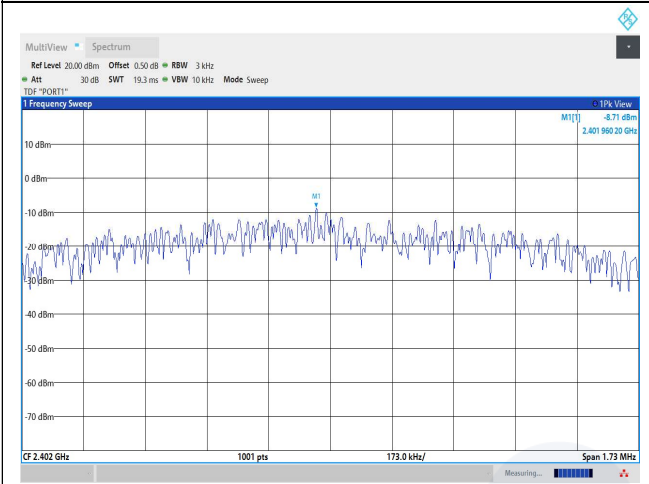 R S
MultiView Spectrum
Ref Level 20.00 dBm Offset 0.50 dB RBW 3 kHz
Att 30 dB SWT 19.3 ms VBW 10 kHz Mode Sweep
TDF "PORT1"
1 Frequency Sweep 1Pk View
M1[1] -8.71 dBm
2.401 960 20 GHz
10 dBm
0 dBm
M1
-10 dBm
-20 dBm
-30 dBm
-40 dBm
-50 dBm
-60 dBm
-70 dBm
CF 2.402 GHz 1001 pts 173.0 kHz/ Span 1.73 MHz
Measuring...